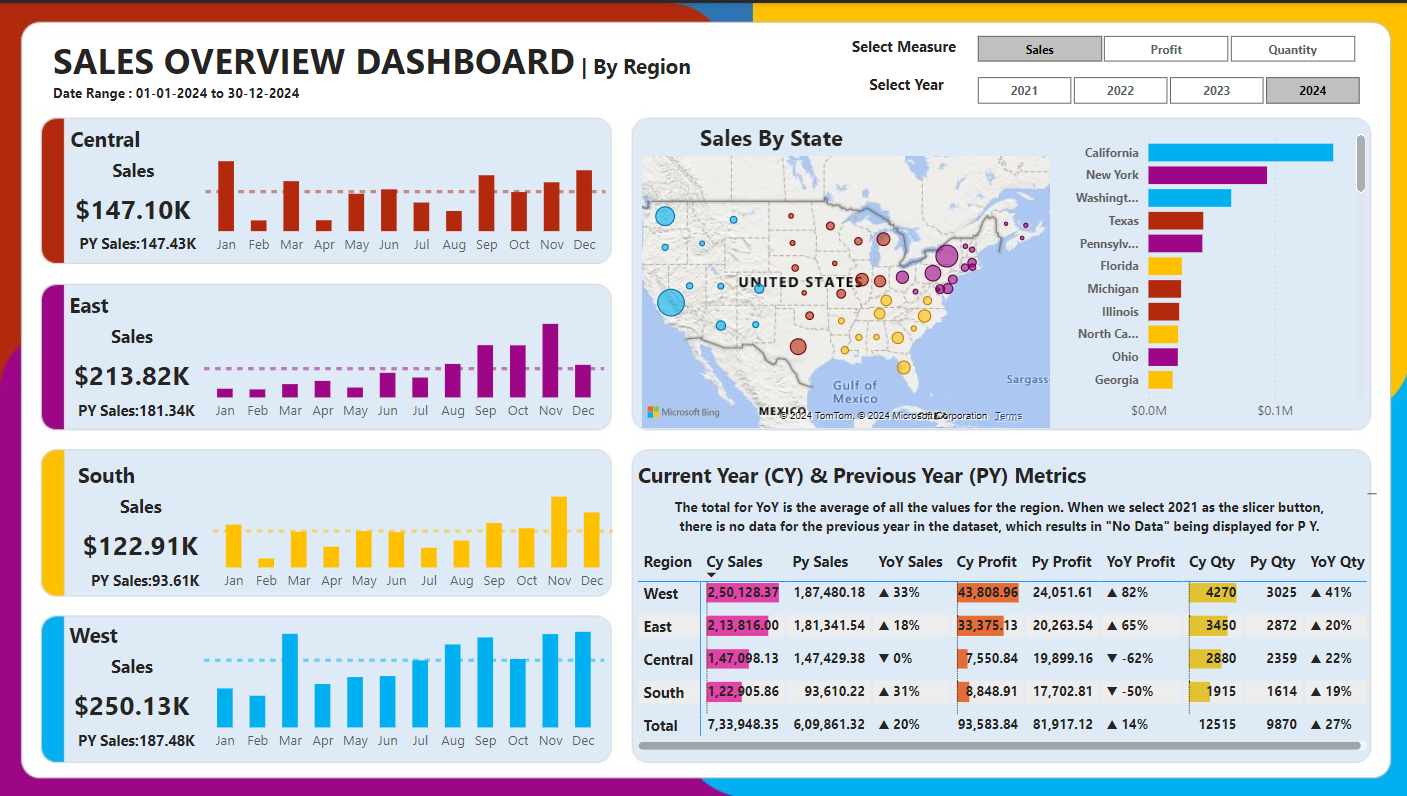 SALES OVERVIEW DASHBOARD | By Region
Date Range : 01-01-2024 to 30-12-2024
Select Measure
Sales
Profit
Quantity
Select Year
2021
2022
2023
2024
Central
Sales
$147.10K
PY Sales:147.43K
Jan Feb Mar Apr May Jun Jul Aug Sep Oct Nov Dec
East
Sales
$213.82K
PY Sales:181.34K
Jan Feb Mar Apr May Jun Jul Aug Sep Oct Nov Dec
South
Sales
$122.91K
PY Sales:93.61K
Jan Feb Mar Apr May Jun Jul Aug Sep Oct Nov Dec
West
Sales
$250.13K
PY Sales:187.48K
Jan Feb Mar Apr May Jun Jul Aug Sep Oct Nov Dec
Sales By State
UNITED STATES
Gulf of
Mexico
Sargass
MEXICO
Microsoft Bing
© 2024 TomTom, © 2024 Microsoft Corporation Terms
California
New York
Washingt...
Texas
Pennsylv...
Florida
Michigan
Illinois
North Ca...
Ohio
Georgia
$0.0M $0.1M
Current Year (CY) & Previous Year (PY) Metrics
The total for YoY is the average of all the values for the region. When we select 2021 as the slicer button,
there is no data for the previous year in the dataset, which results in "No Data" being displayed for P Y.
Region Cy Sales Py Sales YoY Sales Cy Profit Py Profit YoY Profit Cy Qty Py Qty YoY Qty
West 2,50,128.37 1,87,480.18 ▲ 33% 43,808.96 24,051.61 ▲ 82% 4270 3025 ▲ 41%
East 2,13,816.00 1,81,341.54 ▲ 18% 33,375.13 20,263.54 ▲ 65% 3450 2872 ▲ 20%
Central 1,47,098.13 1,47,429.38 ▼ 0% 7,550.84 19,899.16 ▼ -62% 2880 2359 ▲ 22%
South 1,22,905.86 93,610.22 ▲ 31% 8,848.91 17,702.81 ▼ -50% 1915 1614 ▲ 19%
Total 7,33,948.35 6,09,861.32 ▲ 20% 93,583.84 81,917.12 ▲ 14% 12515 9870 ▲ 27%